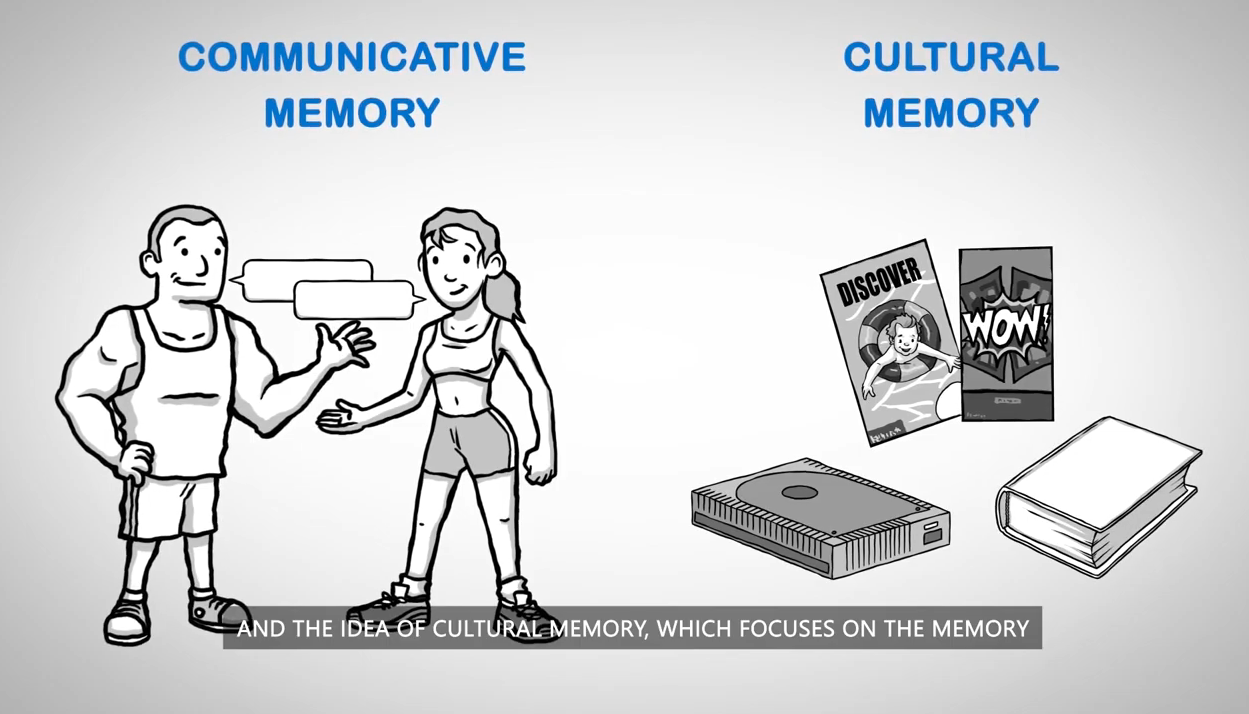 COMMUNICATIVE
MEMORY
CULTURAL
MEMORY
DISCOVER
WOW!
AND THE IDEA OF CULTURAL MEMORY, WHICH FOCUSES ON THE MEMORY